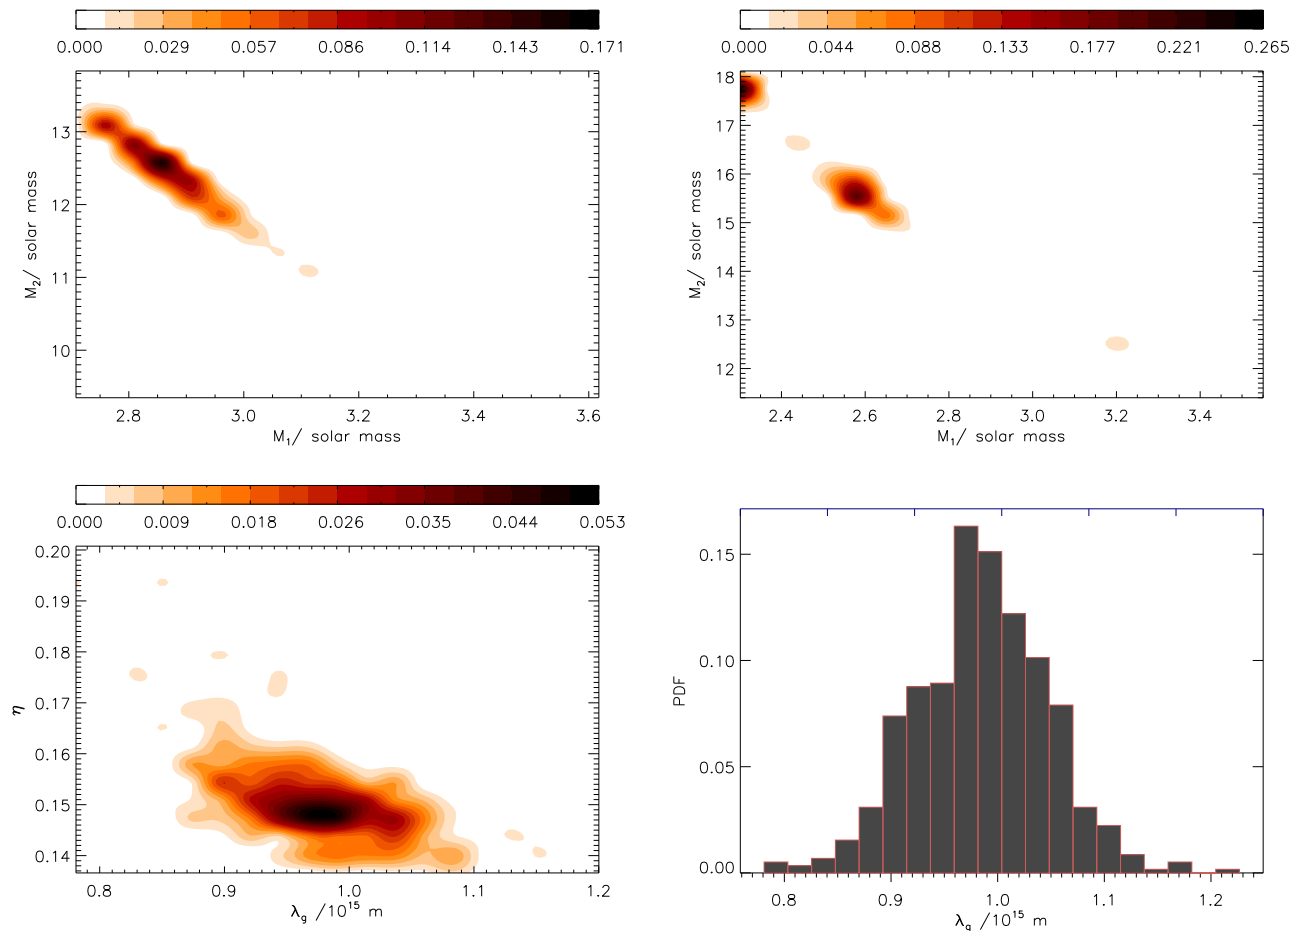 0.000 0.029 0.057 0.086 0.114 0.143 0.171
13
12
11
10
M₂/ solar mass
2.8 3.0 3.2 3.4 3.6
M₁/ solar mass
0.000 0.044 0.088 0.133 0.177 0.221 0.265
18
17
16
15
14
13
12
M₂/ solar mass
2.4 2.6 2.8 3.0 3.2 3.4
M₁/ solar mass
0.000 0.009 0.018 0.026 0.035 0.044 0.053
0.20
0.19
0.18
0.17
0.16
0.15
0.14
η
0.8 0.9 1.0 1.1 1.2
λg /10¹⁵ m
0.15
0.10
0.05
0.00
PDF
0.8 0.9 1.0 1.1 1.2
λg /10¹⁵ m